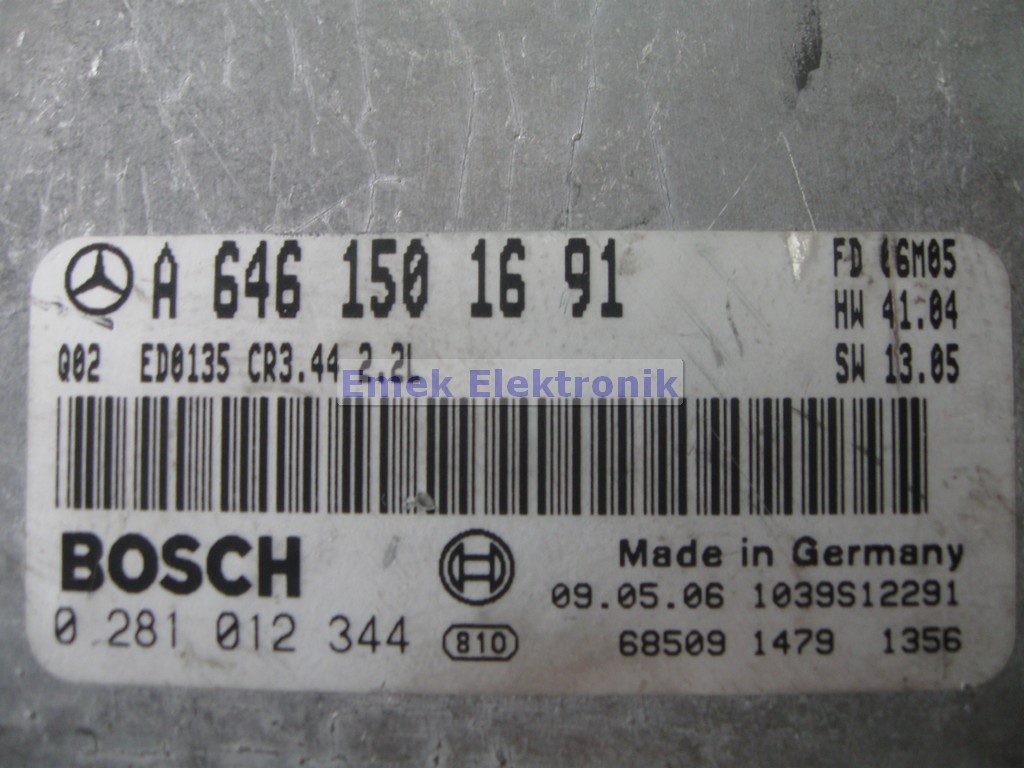 A 646 150 16 91
FD 06M05
HW 41.04
Q02 ED0135 CR3.44 2.2L
SW 13.05
Emek Elektronik
BOSCH
Made in Germany
09.05.06 1039S12291
0 281 012 344
810
68509 1479 1356